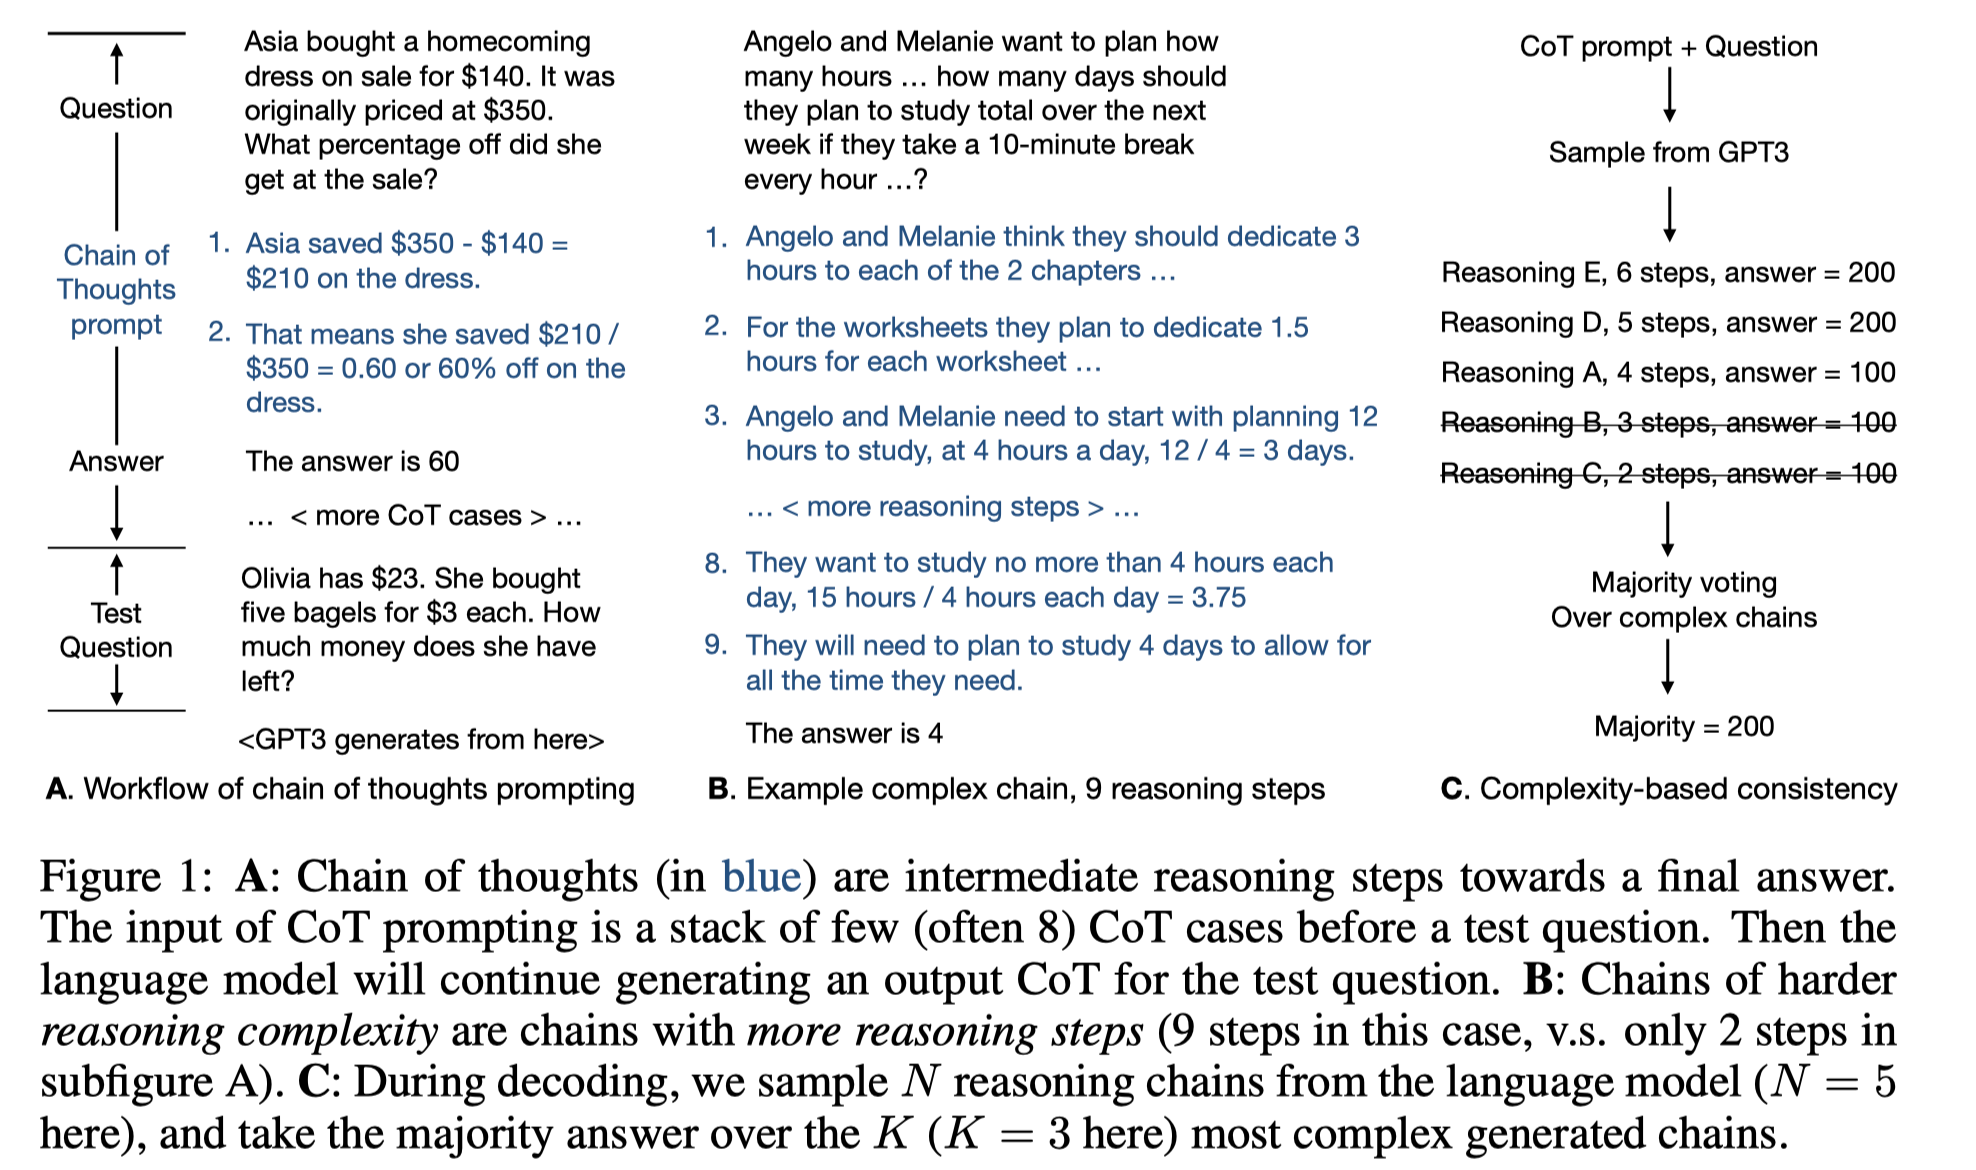 Question
Chain of
Thoughts
prompt
Answer
Test
Question
Asia bought a homecoming
dress on sale for $140. It was
originally priced at $350.
What percentage off did she
get at the sale?
1. Asia saved $350 - $140 =
$210 on the dress.
2. That means she saved $210 /
$350 = 0.60 or 60% off on the
dress.
The answer is 60
... < more CoT cases > ...
Olivia has $23. She bought
five bagels for $3 each. How
much money does she have
left?
<GPT3 generates from here>
A. Workflow of chain of thoughts prompting
Angelo and Melanie want to plan how
many hours ... how many days should
they plan to study total over the next
week if they take a 10-minute break
every hour ...?
1. Angelo and Melanie think they should dedicate 3
hours to each of the 2 chapters ...
2. For the worksheets they plan to dedicate 1.5
hours for each worksheet ...
3. Angelo and Melanie need to start with planning 12
hours to study, at 4 hours a day, 12 / 4 = 3 days.
... < more reasoning steps > ...
8. They want to study no more than 4 hours each
day, 15 hours / 4 hours each day = 3.75
9. They will need to plan to study 4 days to allow for
all the time they need.
The answer is 4
B. Example complex chain, 9 reasoning steps
CoT prompt + Question
Sample from GPT3
Reasoning E, 6 steps, answer = 200
Reasoning D, 5 steps, answer = 200
Reasoning A, 4 steps, answer = 100
Reasoning B, 3 steps, answer = 100
Reasoning C, 2 steps, answer = 100
Majority voting
Over complex chains
Majority = 200
C. Complexity-based consistency
Figure 1: A: Chain of thoughts (in blue) are intermediate reasoning steps towards a final answer.
The input of CoT prompting is a stack of few (often 8) CoT cases before a test question. Then the
language model will continue generating an output CoT for the test question. B: Chains of harder
reasoning complexity are chains with more reasoning steps (9 steps in this case, v.s. only 2 steps in
subfigure A). C: During decoding, we sample N reasoning chains from the language model (N = 5
here), and take the majority answer over the K (K = 3 here) most complex generated chains.